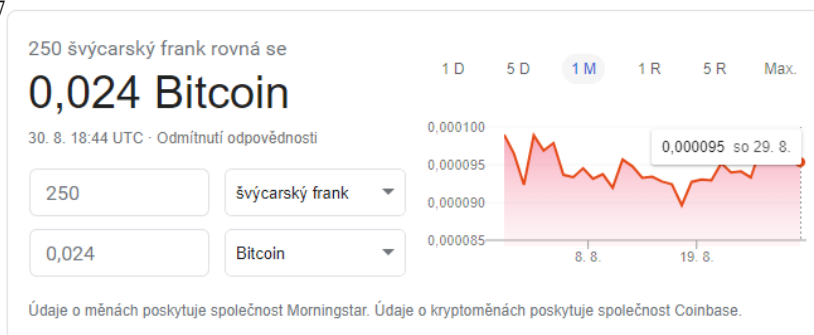 7
250 švýcarský frank rovná se
0,024 Bitcoin
30. 8. 18:44 UTC · Odmítnutí odpovědnosti
250 švýcarský frank
0,024 Bitcoin
1 D 5 D 1 M 1 R 5 R Max.
0,000100
0,000095 so 29. 8.
0,000095
0,000090
0,000085
8. 8. 19. 8.
Údaje o měnách poskytuje společnost Morningstar. Údaje o kryptoměnách poskytuje společnost Coinbase.